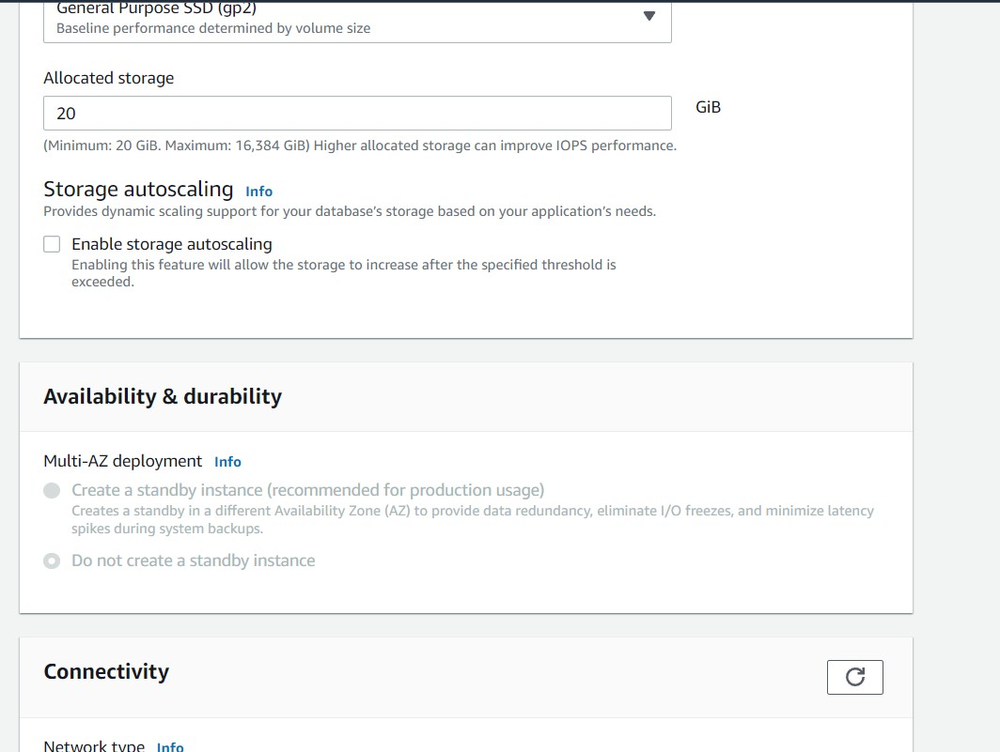 General Purpose SSD (gp2)
Baseline performance determined by volume size
Allocated storage
20
GiB
(Minimum: 20 GiB. Maximum: 16,384 GiB) Higher allocated storage can improve IOPS performance.
Storage autoscaling Info
Provides dynamic scaling support for your database’s storage based on your application’s needs.
Enable storage autoscaling
Enabling this feature will allow the storage to increase after the specified threshold is
exceeded.
Availability & durability
Multi-AZ deployment Info
Create a standby instance (recommended for production usage)
Creates a standby in a different Availability Zone (AZ) to provide data redundancy, eliminate I/O freezes, and minimize latency
spikes during system backups.
Do not create a standby instance
Connectivity
Network type Info